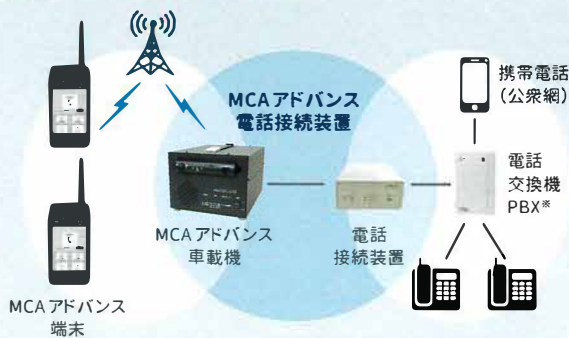 MCAアドバンス
電話接続装置
携帯電話
(公衆網)
電話
交換機
PBX※
MCAアドバンス
車載機
電話
接続装置
MCAアドバンス
端末